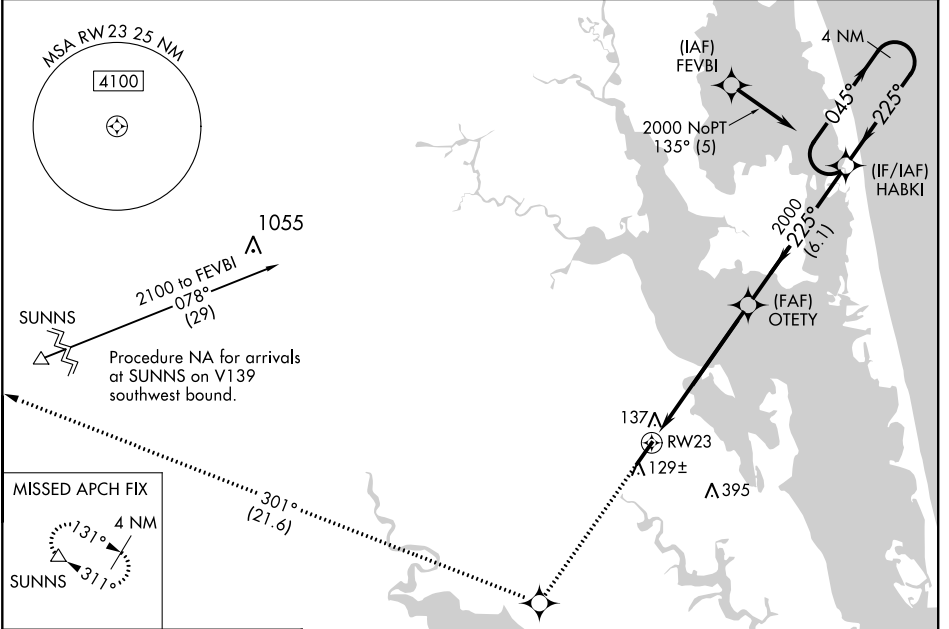 MSA RW23 25 NM
4100
(IAF)
FEVBI
4 NM
045°
225°
2000 NoPT
135° (5)
(IF/IAF)
HABKI
2000
225°
(6.1)
1055
2100 to FEVBI
078°
(29)
SUNNS
(FAF)
OTETY
Procedure NA for arrivals
at SUNNS on V139
southwest bound.
137
RW23
129±
395
301°
(21.6)
MISSED APCH FIX
4 NM
131°
311°
SUNNS